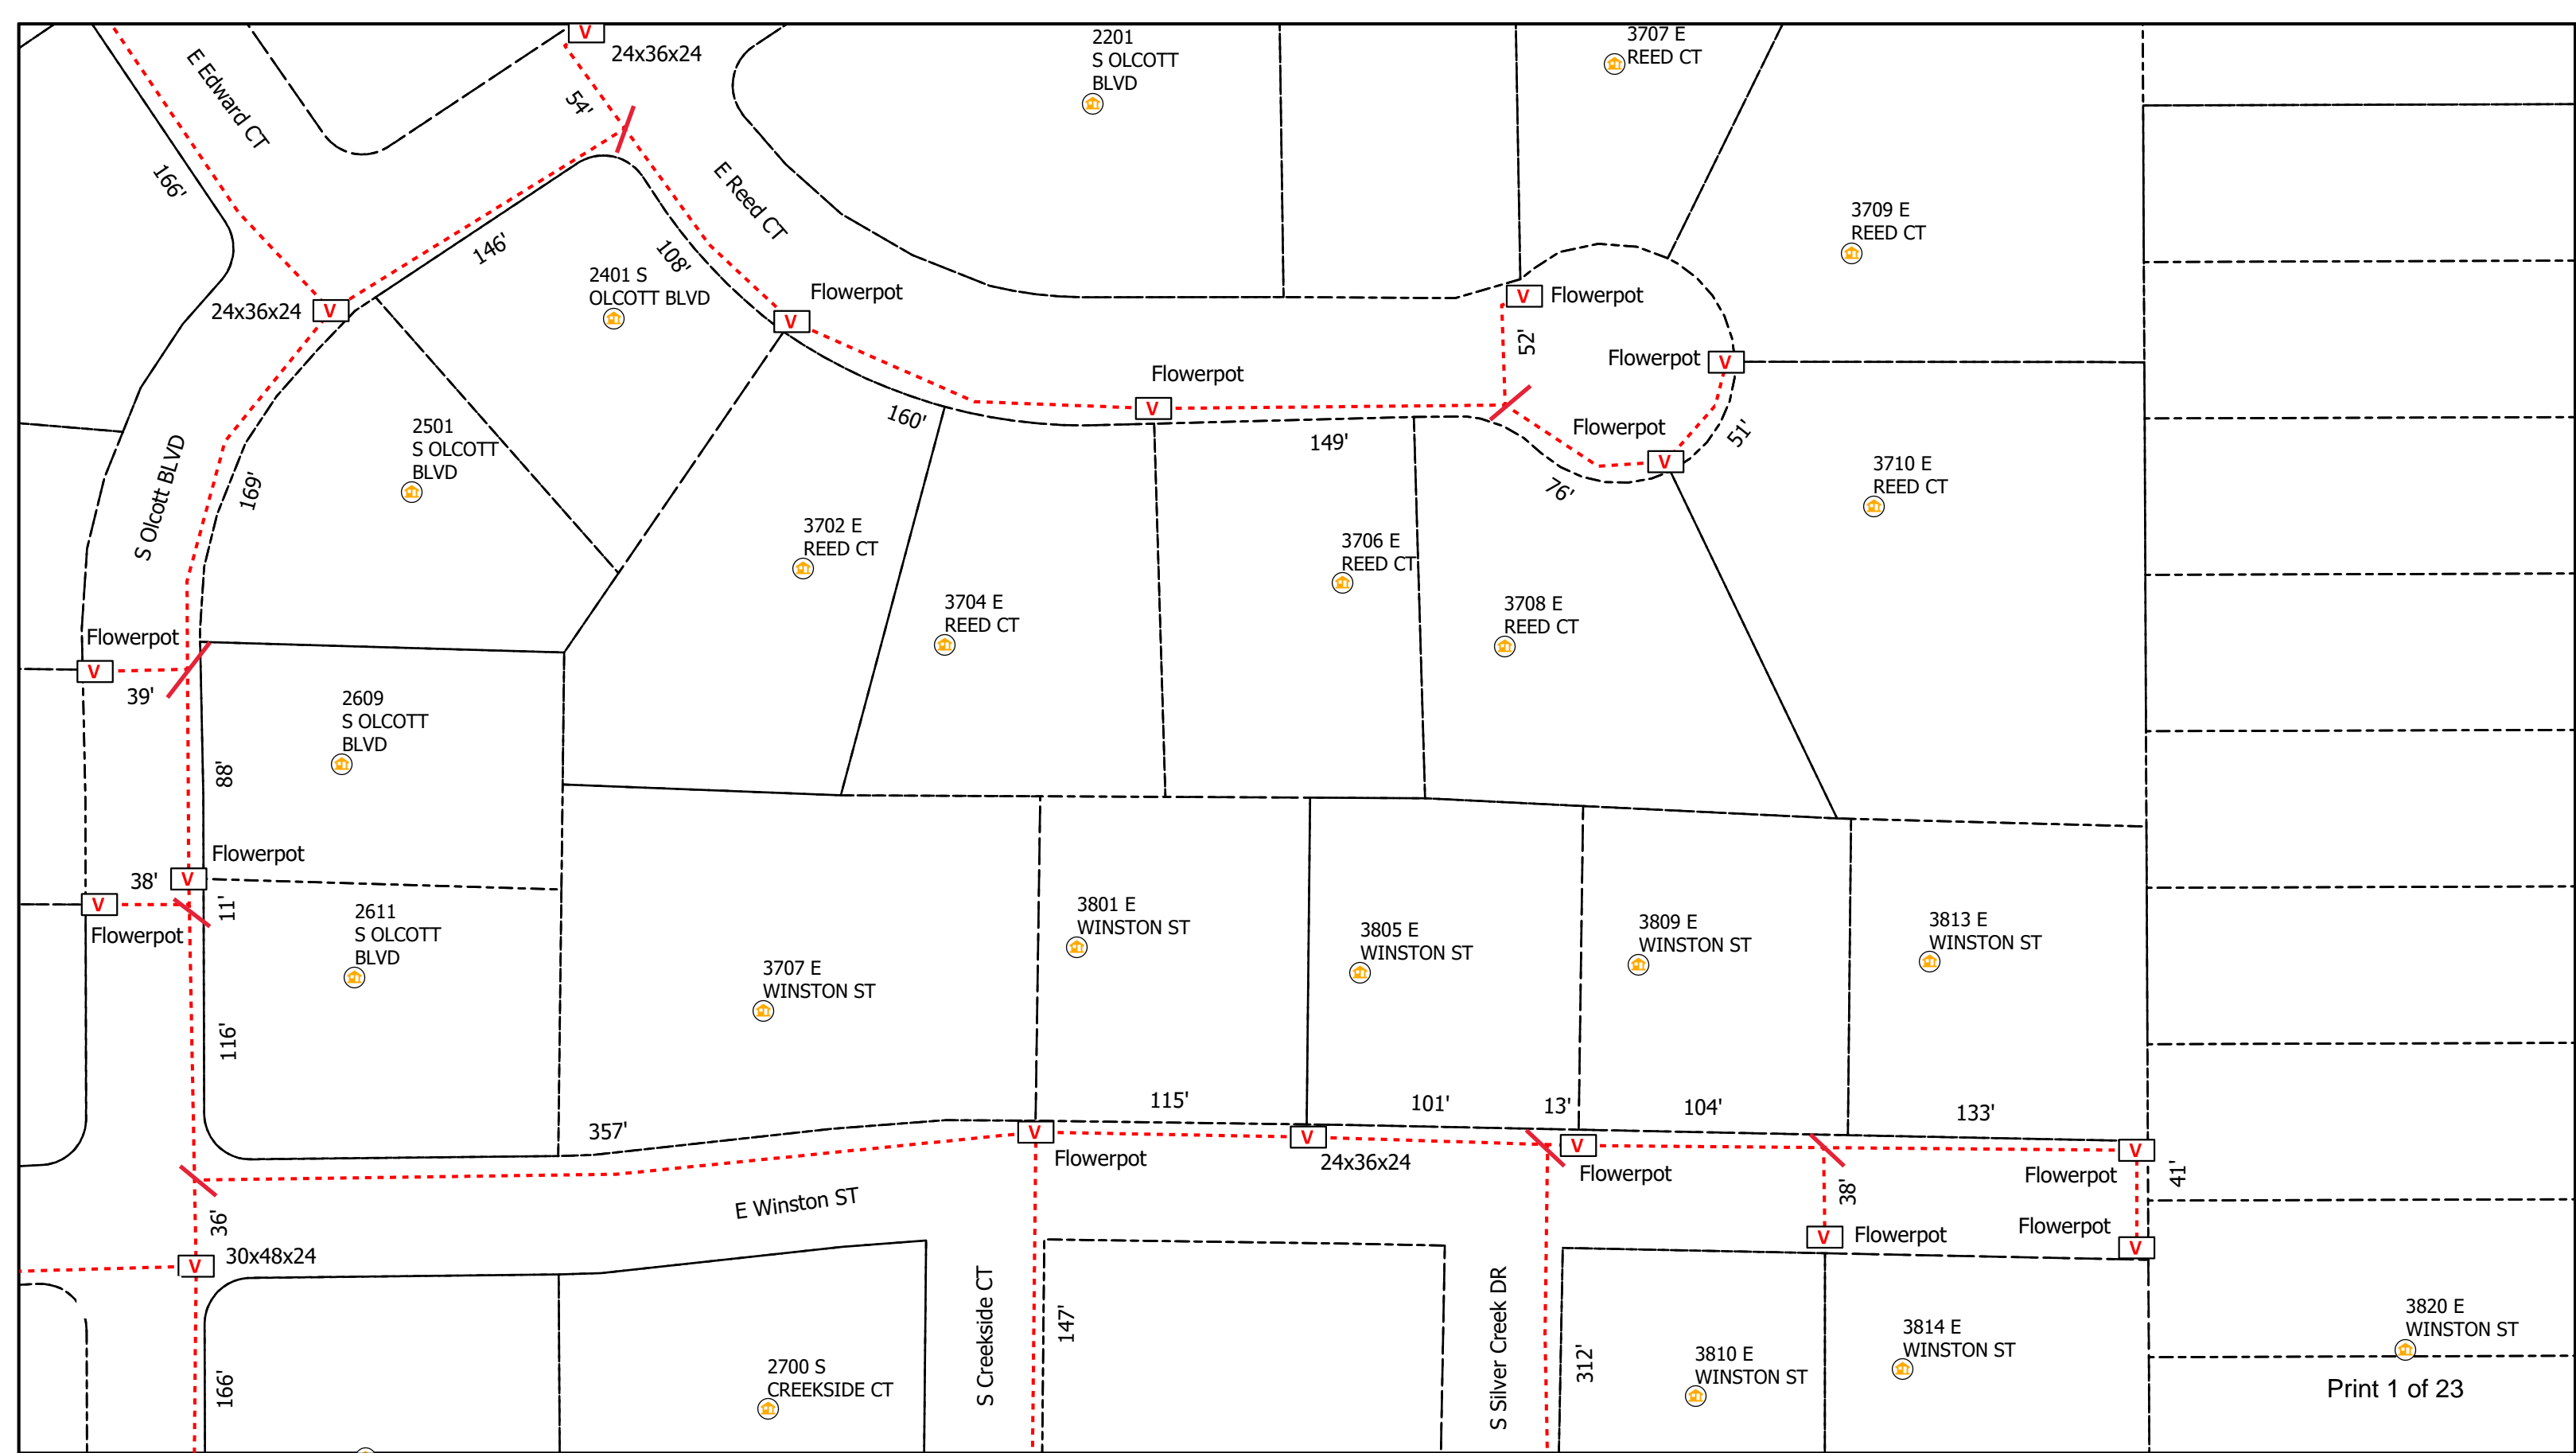 24x36x24
2201
S OLCOTT
BLVD
3707 E
REED CT
E Edward CT
54'
166'
E Reed CT
3709 E
REED CT
146'
108'
2401 S
OLCOTT BLVD
Flowerpot
Flowerpot
24x36x24
V
V
V
V
52'
Flowerpot
V
Flowerpot
V
160'
149'
Flowerpot
V
51'
76'
2501
S OLCOTT
BLVD
S Olcott BLVD
169'
3710 E
REED CT
3702 E
REED CT
3706 E
REED CT
3704 E
REED CT
3708 E
REED CT
Flowerpot
V
39'
2609
S OLCOTT
BLVD
88'
Flowerpot
V
38'
V
11'
Flowerpot
2611
S OLCOTT
BLVD
3801 E
WINSTON ST
3805 E
WINSTON ST
3809 E
WINSTON ST
3813 E
WINSTON ST
3707 E
WINSTON ST
116'
357'
115'
101'
13'
104'
133'
V
V
V
V
Flowerpot
24x36x24
Flowerpot
Flowerpot
41'
36'
E Winston ST
38'
V
Flowerpot
Flowerpot
V
V
30x48x24
S Creekside CT
147'
S Silver Creek DR
312'
166'
2700 S
CREEKSIDE CT
3810 E
WINSTON ST
3814 E
WINSTON ST
3820 E
WINSTON ST
Print 1 of 23